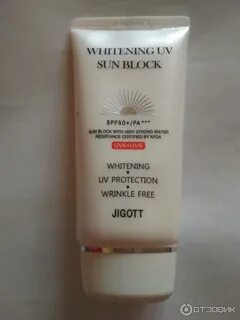 WHITENING UV
SUN BLOCK
SPF50+/PA+++
SUN BLOCK WITH VERY STRONG WATER
RESISTANCE CERTIFIED BY KFDA
UVA+UVB
WHITENING
UV PROTECTION
WRINKLE FREE
JIGOTT
ОТЗОВИК